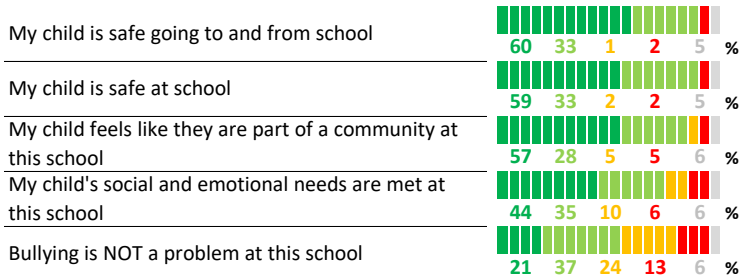 My child is safe going to and from school
60 33 1 2 5 %
My child is safe at school
59 33 2 2 5 %
My child feels like they are part of a community at
this school
57 28 5 5 6 %
My child's social and emotional needs are met at
this school
44 35 10 6 6 %
Bullying is NOT a problem at this school
21 37 24 13 6 %